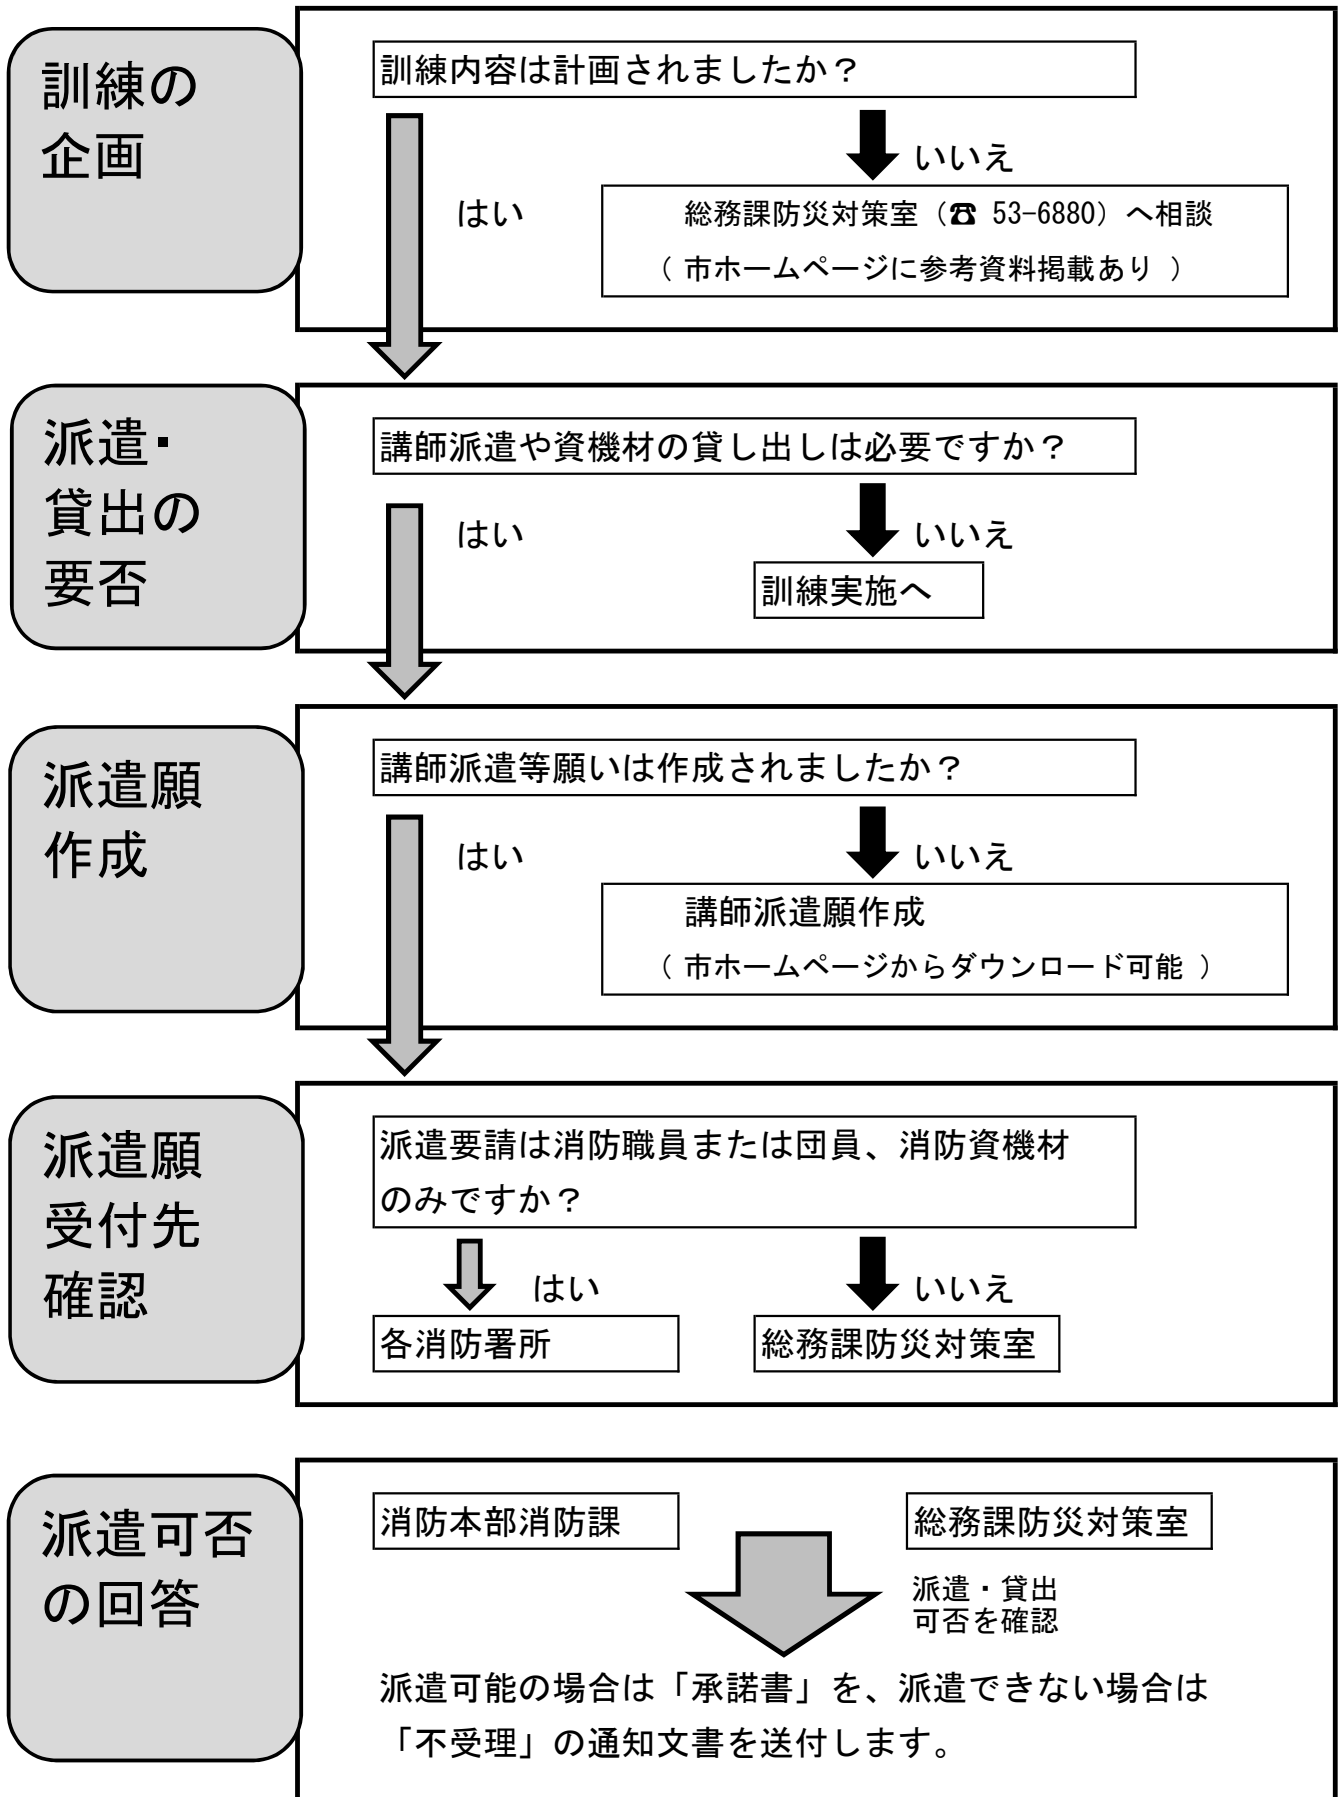 訓練の
企画
訓練内容は計画されましたか？
はい
いいえ
総務課防災対策室（☎ 53-6880）へ相談
（ 市ホームページに参考資料掲載あり ）
派遣・
貸出の
要否
講師派遣や資機材の貸し出しは必要ですか？
はい
いいえ
訓練実施へ
派遣願
作成
講師派遣等願いは作成されましたか？
はい
いいえ
講師派遣願作成
（ 市ホームページからダウンロード可能 ）
派遣願
受付先
確認
派遣要請は消防職員または団員、消防資機材
のみですか？
はい
いいえ
各消防署所
総務課防災対策室
派遣可否
の回答
消防本部消防課
総務課防災対策室
派遣・貸出
可否を確認
派遣可能の場合は「承諾書」を、派遣できない場合は
「不受理」の通知文書を送付します。